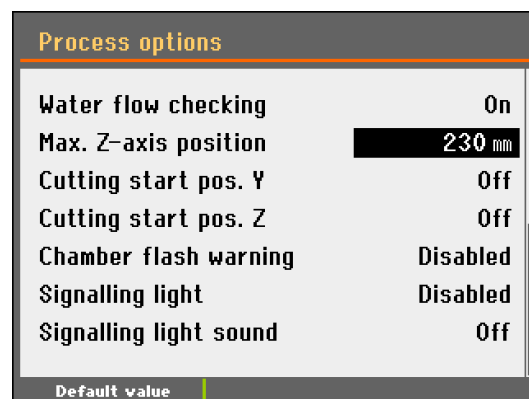 Process options
Water flow checking On
Max. Z-axis position 230 mm
Cutting start pos. Y Off
Cutting start pos. Z Off
Chamber flash warning Disabled
Signalling light Disabled
Signalling light sound Off
Default value